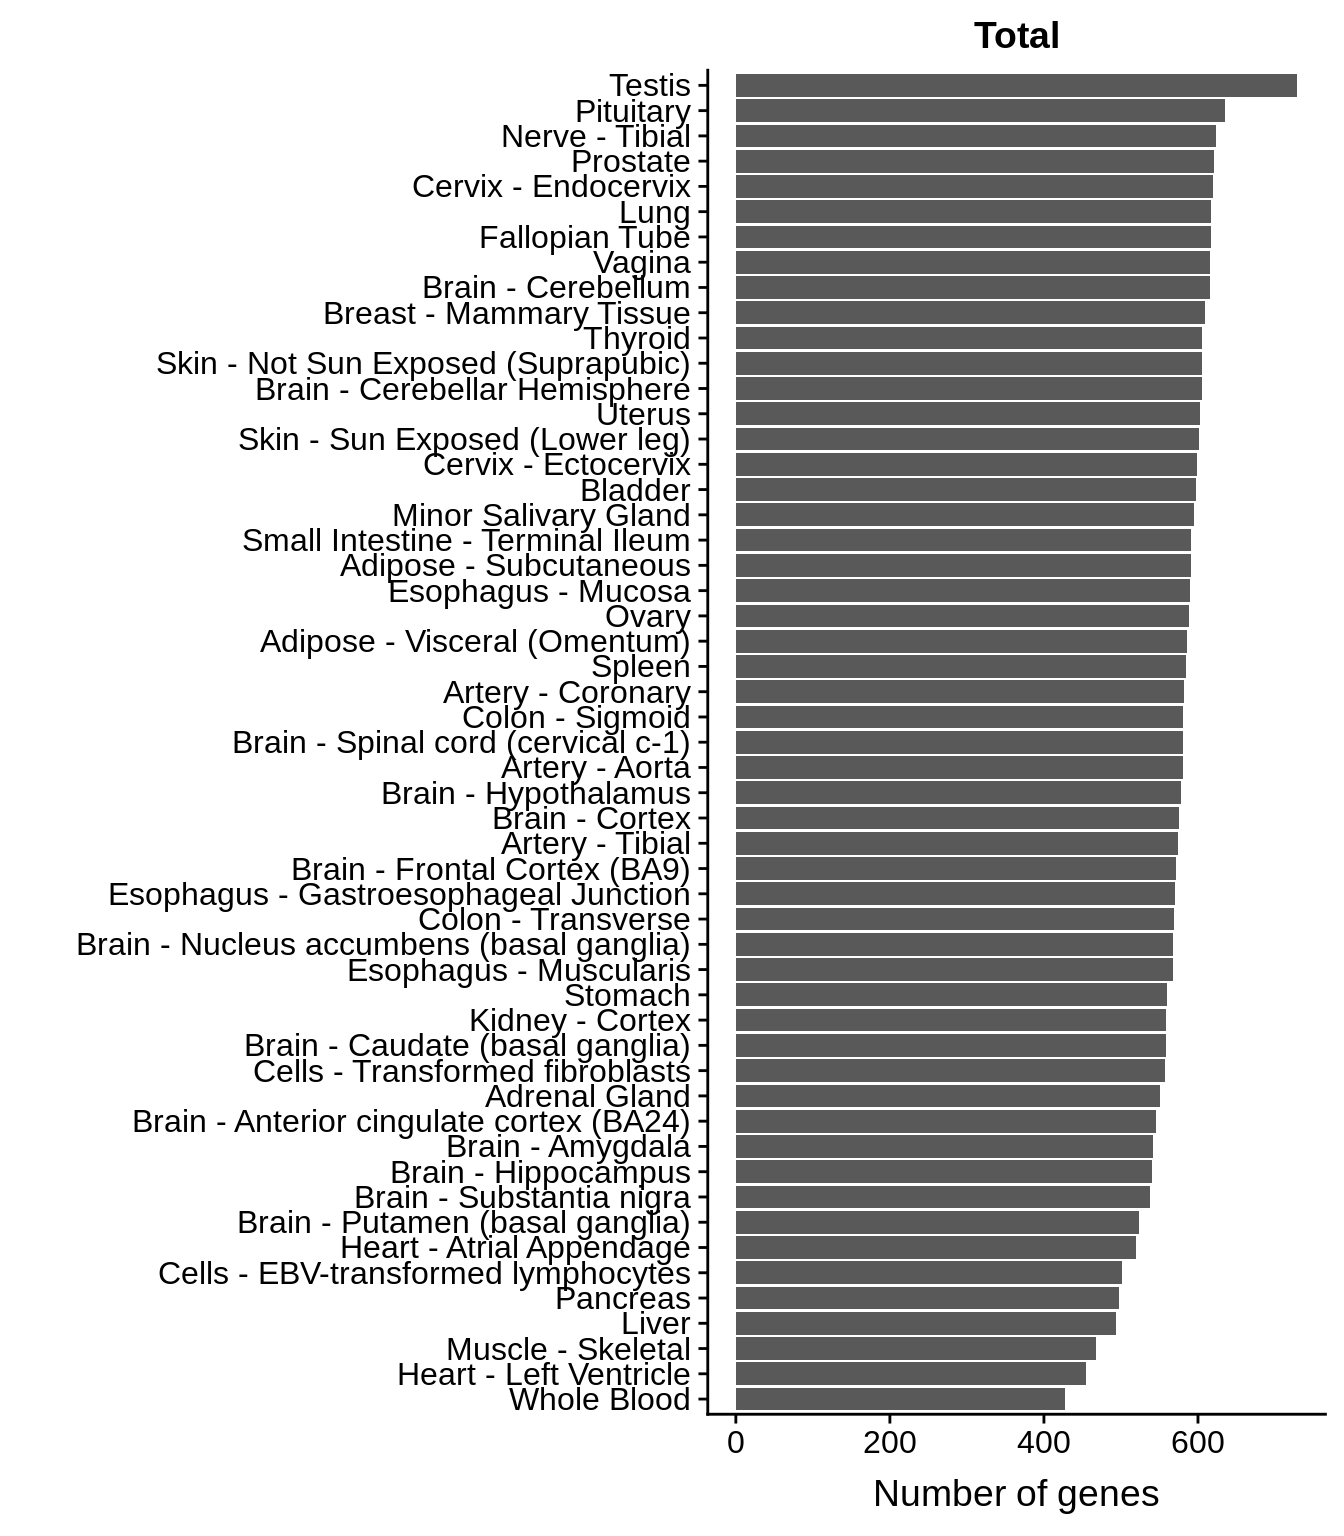 Total
Testis
Pituitary
Nerve - Tibial
Prostate
Cervix - Endocervix
Lung
Fallopian Tube
Vagina
Brain - Cerebellum
Breast - Mammary Tissue
Thyroid
Skin - Not Sun Exposed (Suprapubic)
Brain - Cerebellar Hemisphere
Uterus
Skin - Sun Exposed (Lower leg)
Cervix - Ectocervix
Bladder
Minor Salivary Gland
Small Intestine - Terminal Ileum
Adipose - Subcutaneous
Esophagus - Mucosa
Ovary
Adipose - Visceral (Omentum)
Spleen
Artery - Coronary
Colon - Sigmoid
Brain - Spinal cord (cervical c-1)
Artery - Aorta
Brain - Hypothalamus
Brain - Cortex
Artery - Tibial
Brain - Frontal Cortex (BA9)
Esophagus - Gastroesophageal Junction
Colon - Transverse
Brain - Nucleus accumbens (basal ganglia)
Esophagus - Muscularis
Stomach
Kidney - Cortex
Brain - Caudate (basal ganglia)
Cells - Transformed fibroblasts
Adrenal Gland
Brain - Anterior cingulate cortex (BA24)
Brain - Amygdala
Brain - Hippocampus
Brain - Substantia nigra
Brain - Putamen (basal ganglia)
Heart - Atrial Appendage
Cells - EBV-transformed lymphocytes
Pancreas
Liver
Muscle - Skeletal
Heart - Left Ventricle
Whole Blood
0 200 400 600
Number of genes